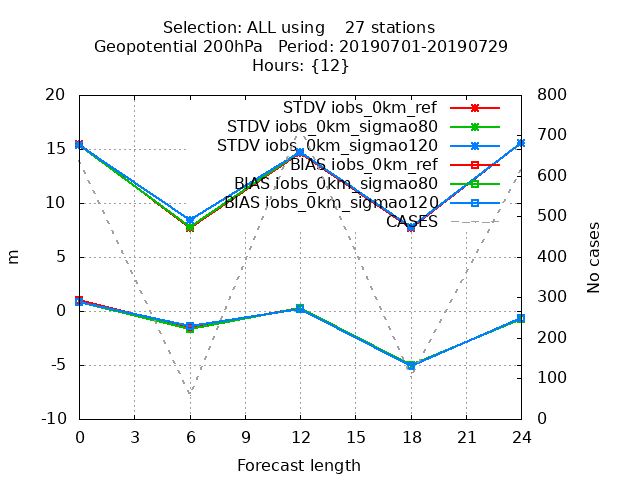 Selection: ALL using    27 stations
Geopotential 200hPa   Period: 20190701-20190729
Hours: {12}
STDV iobs_0km_ref
STDV iobs_0km_sigmao80
STDV iobs_0km_sigmao120
BIAS iobs_0km_ref
BIAS iobs_0km_sigmao80
BIAS iobs_0km_sigmao120
CASES
20
15
10
5
0
-5
-10
m
800
700
600
500
400
300
200
100
0
No cases
0 3 6 9 12 15 18 21 24
Forecast length